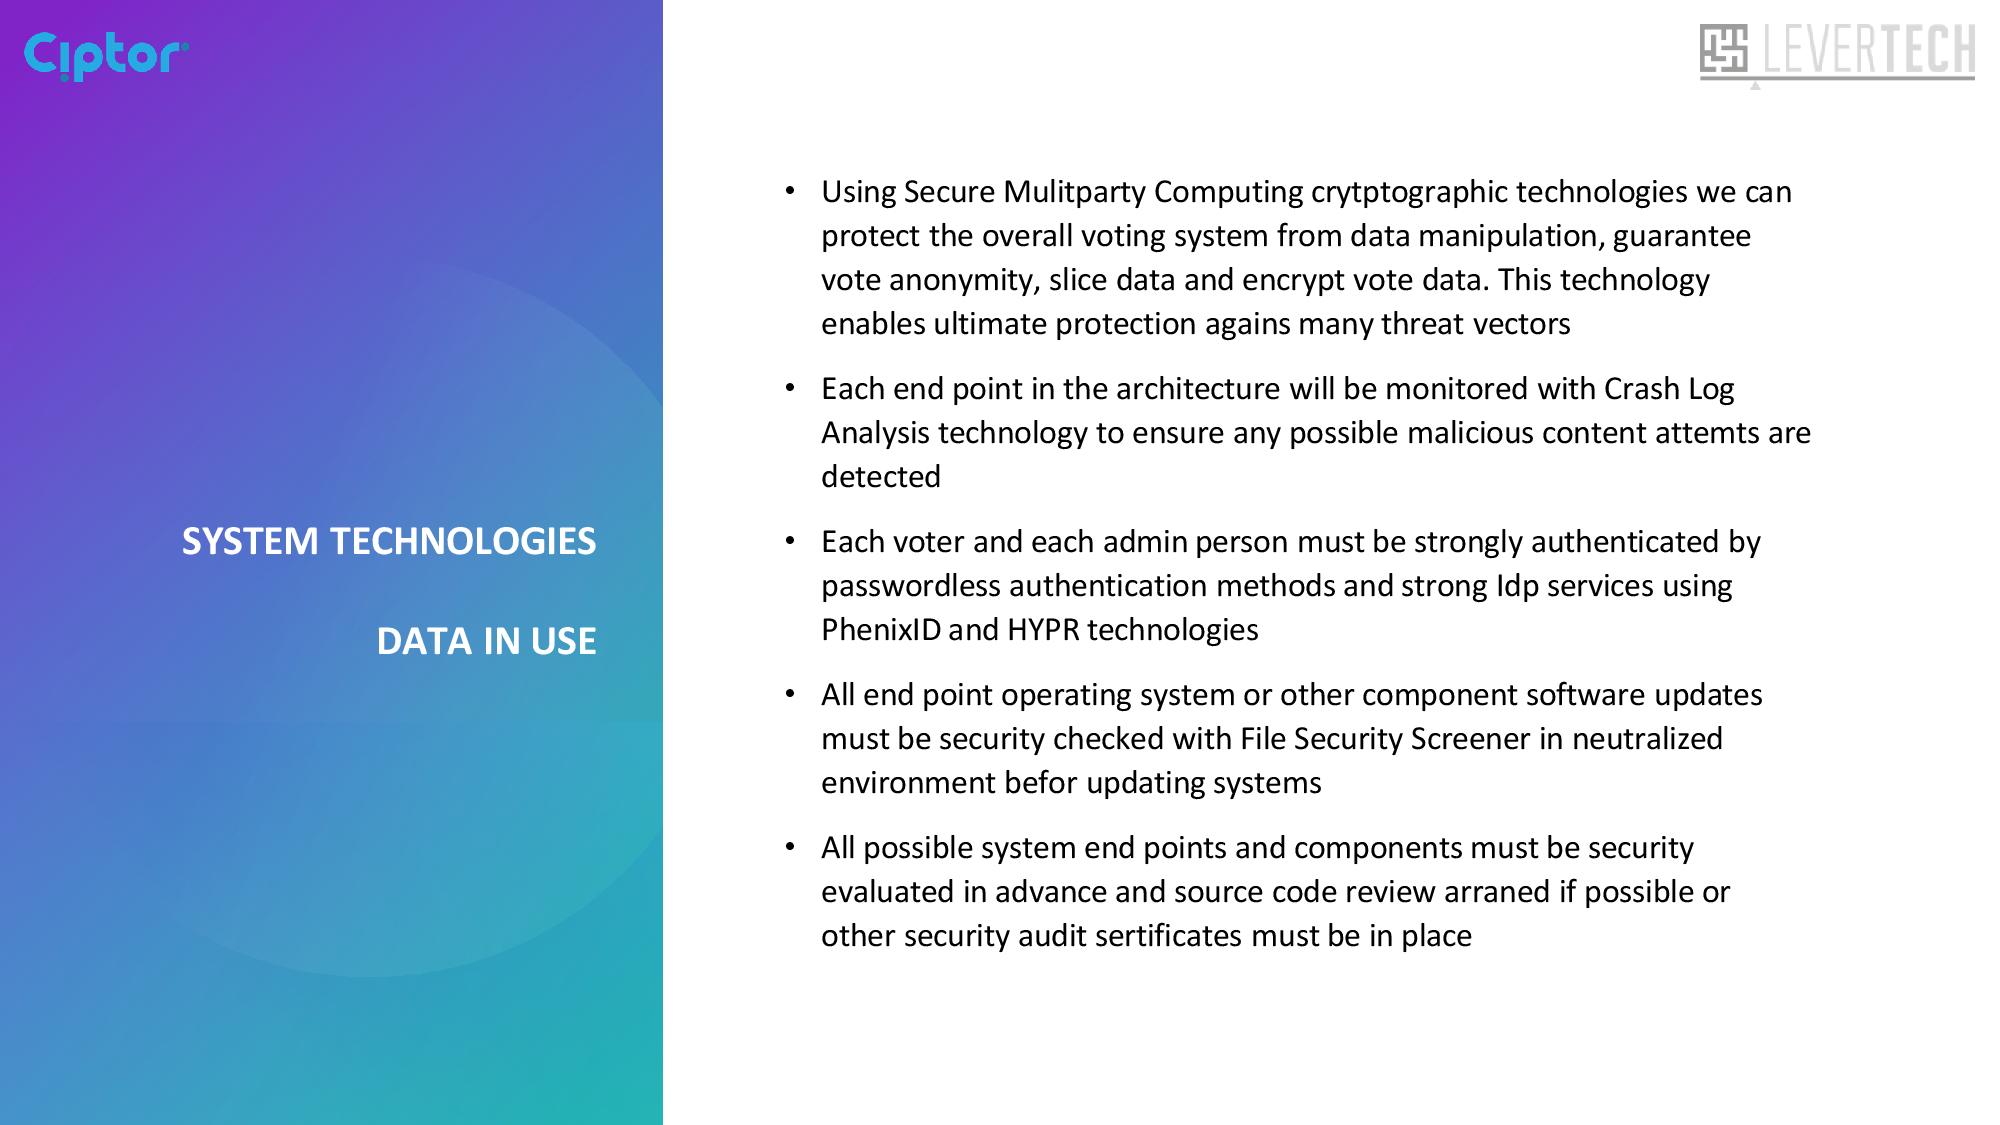 Ciptor
LEVERTECH
SYSTEM TECHNOLOGIES
DATA IN USE
• Using Secure Mulitparty Computing crytptographic technologies we can
protect the overall voting system from data manipulation, guarantee
vote anonymity, slice data and encrypt vote data. This technology
enables ultimate protection agains many threat vectors
• Each end point in the architecture will be monitored with Crash Log
Analysis technology to ensure any possible malicious content attemts are
detected
• Each voter and each admin person must be strongly authenticated by
passwordless authentication methods and strong Idp services using
PhenixID and HYPR technologies
• All end point operating system or other component software updates
must be security checked with File Security Screener in neutralized
environment befor updating systems
• All possible system end points and components must be security
evaluated in advance and source code review arraned if possible or
other security audit sertificates must be in place